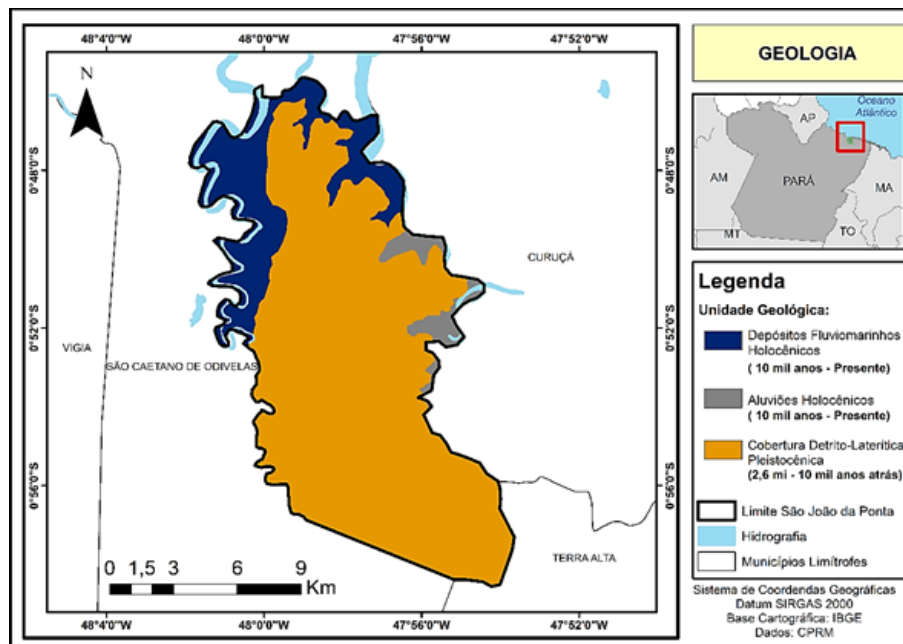 48°4'0"W 48°0'0"W 47°56'0"W 47°52'0"W
N
0°48'0"S 0°48'0"S
CURUÇÁ
0°52'0"S 0°52'0"S
VIGIA
SÃO CAETANO DE ODIVELAS
0°56'0"S 0°56'0"S
TERRA ALTA
0 1,5 3 6 9
Km
48°4'0"W 48°0'0"W 47°56'0"W 47°52'0"W
GEOLOGIA
Oceano
Atlântico
AP
AM
PARÁ
MA
MT
TO
Legenda
Unidade Geológica:
Depósitos Fluviomarinhos
Holocênicos
( 10 mil anos - Presente)
Aluviões Holocênicos
( 10 mil anos - Presente)
Cobertura Detrito-Laterítica
Pleistocênica
(2,6 mi - 10 mil anos atrás)
Limite São João da Ponta
Hidrografia
Municípios Limítrofes
Sistema de Coordendas Geográficas
Datum SIRGAS 2000
Base Cartográfica: IBGE
Dados: CPRM